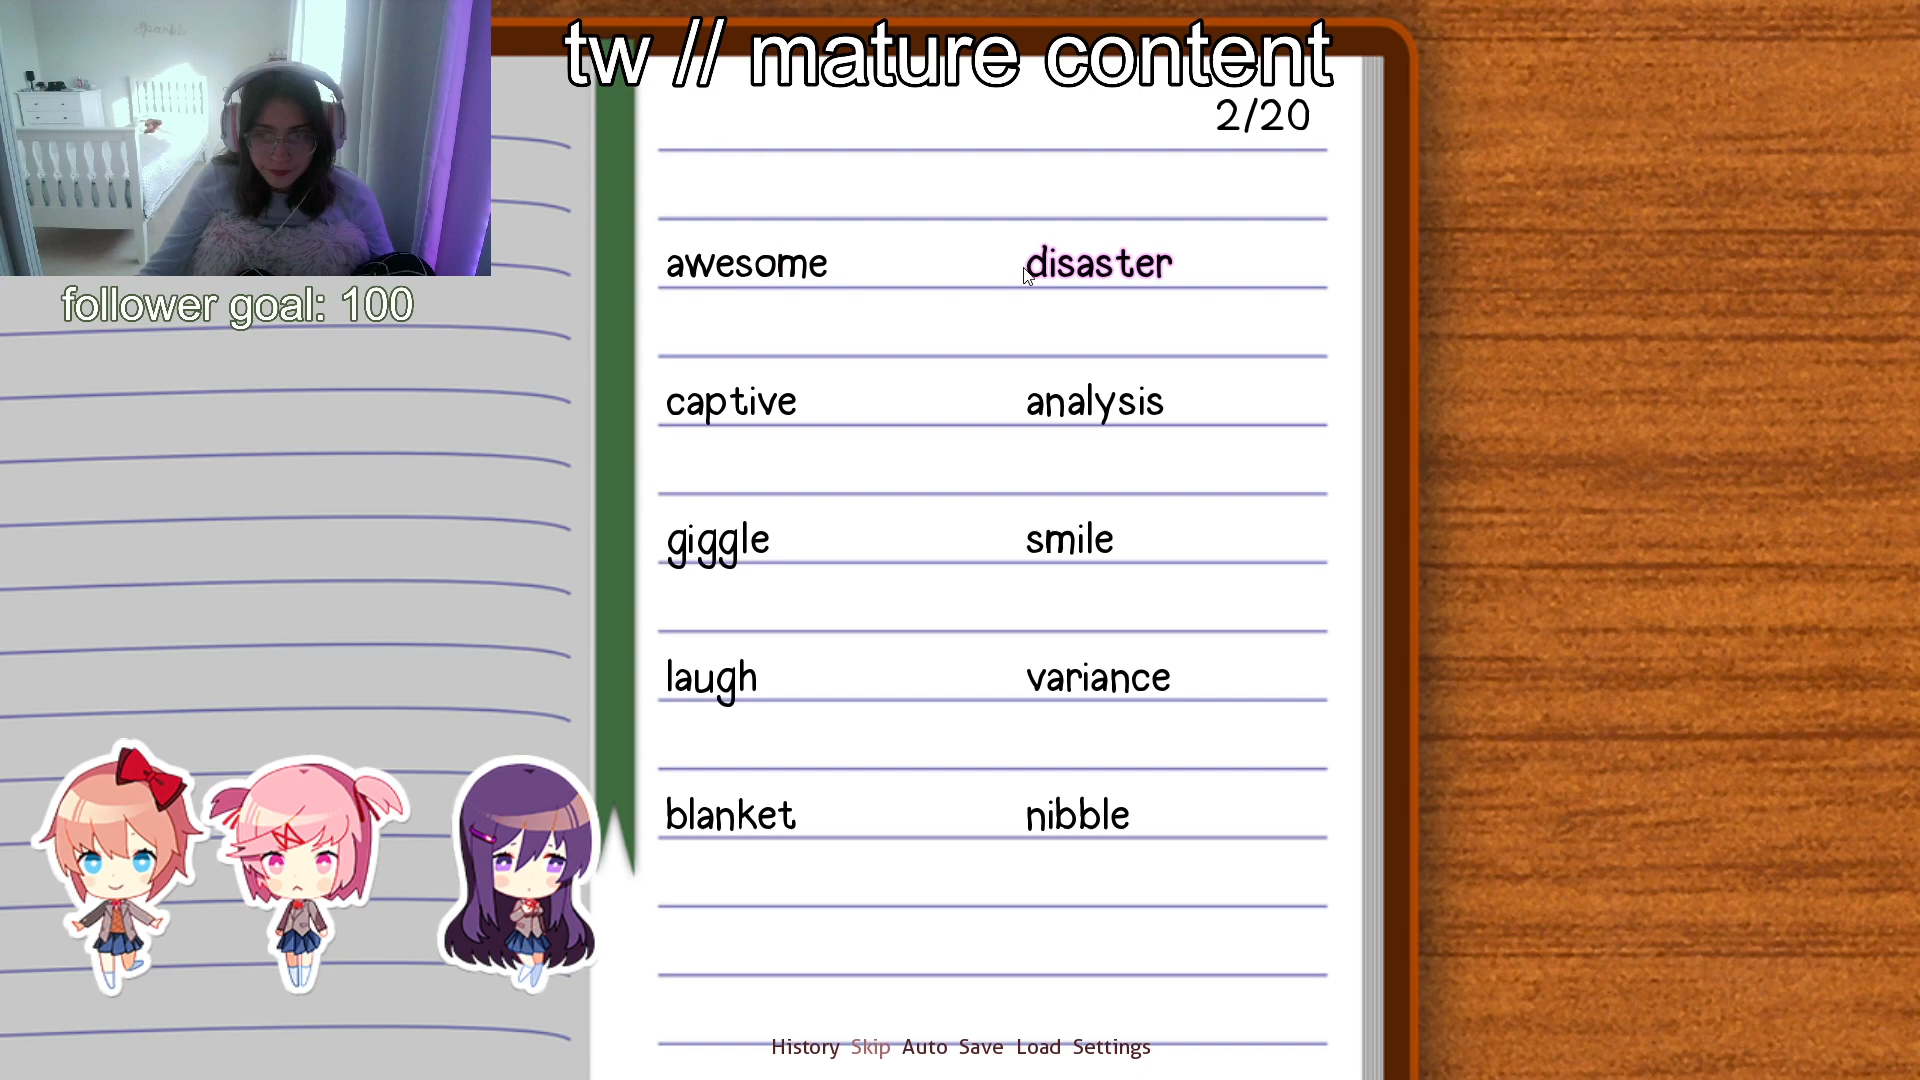 Sparkle
tw // mature content
2/20
follower goal: 100
awesome disaster
captive analysis
giggle smile
laugh variance
blanket nibble
History Skip Auto Save Load Settings